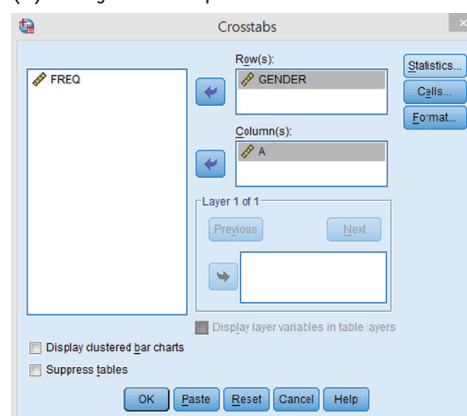 Crosstabs
FREQ
Row(s):
GENDER
Column(s):
A
Statistics...
Cells...
Format...
Layer 1 of 1
Previous
Next
Display layer variables in table layers
Display clustered bar charts
Suppress tables
OK Paste Reset Cancel Help